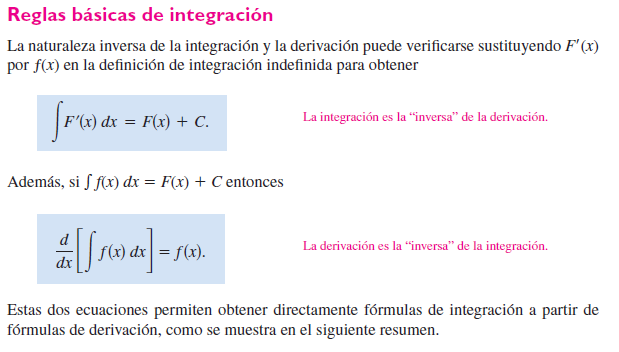 Reglas básicas de integración
La naturaleza inversa de la integración y la derivación puede verificarse sustituyendo F'(x)
por f(x) en la definición de integración indefinida para obtener
∫ F'(x) dx = F(x) + C.
La integración es la “inversa” de la derivación.
Además, si ∫ f(x) dx = F(x) + C entonces
d/dx [∫ f(x) dx] = f(x).
La derivación es la “inversa” de la integración.
Estas dos ecuaciones permiten obtener directamente fórmulas de integración a partir de
fórmulas de derivación, como se muestra en el siguiente resumen.